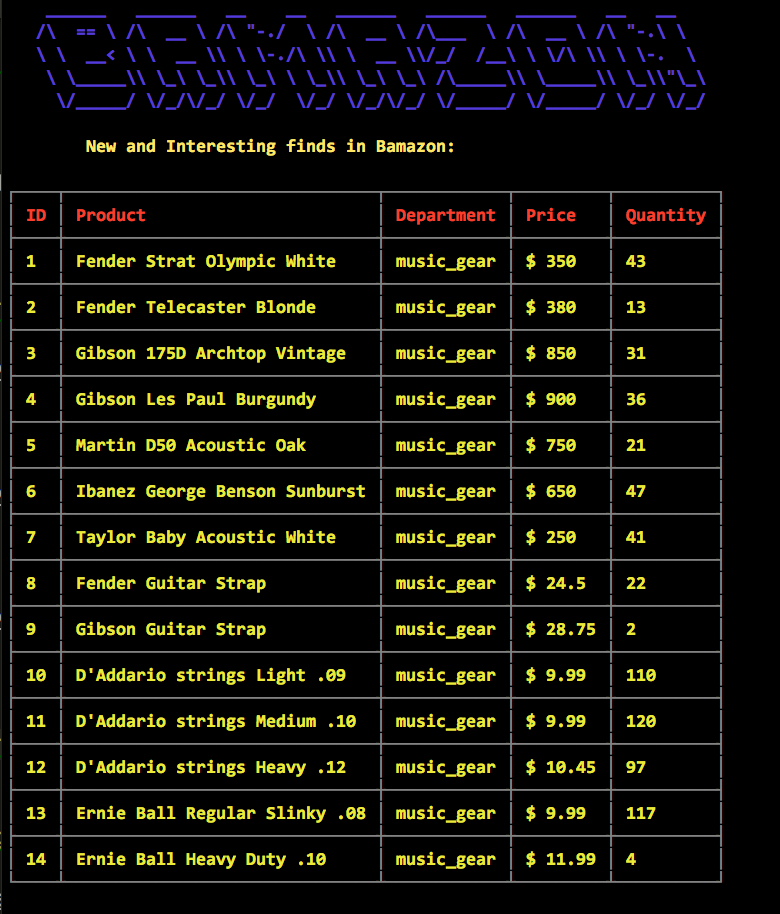 BAMAZON
New and Interesting finds in Bamazon:
ID Product Department Price Quantity
1 Fender Strat Olympic White music_gear $ 350 43
2 Fender Telecaster Blonde music_gear $ 380 13
3 Gibson 175D Archtop Vintage music_gear $ 850 31
4 Gibson Les Paul Burgundy music_gear $ 900 36
5 Martin D50 Acoustic Oak music_gear $ 750 21
6 Ibanez George Benson Sunburst music_gear $ 650 47
7 Taylor Baby Acoustic White music_gear $ 250 41
8 Fender Guitar Strap music_gear $ 24.5 22
9 Gibson Guitar Strap music_gear $ 28.75 2
10 D'Addario strings Light .09 music_gear $ 9.99 110
11 D'Addario strings Medium .10 music_gear $ 9.99 120
12 D'Addario strings Heavy .12 music_gear $ 10.45 97
13 Ernie Ball Regular Slinky .08 music_gear $ 9.99 117
14 Ernie Ball Heavy Duty .10 music_gear $ 11.99 4